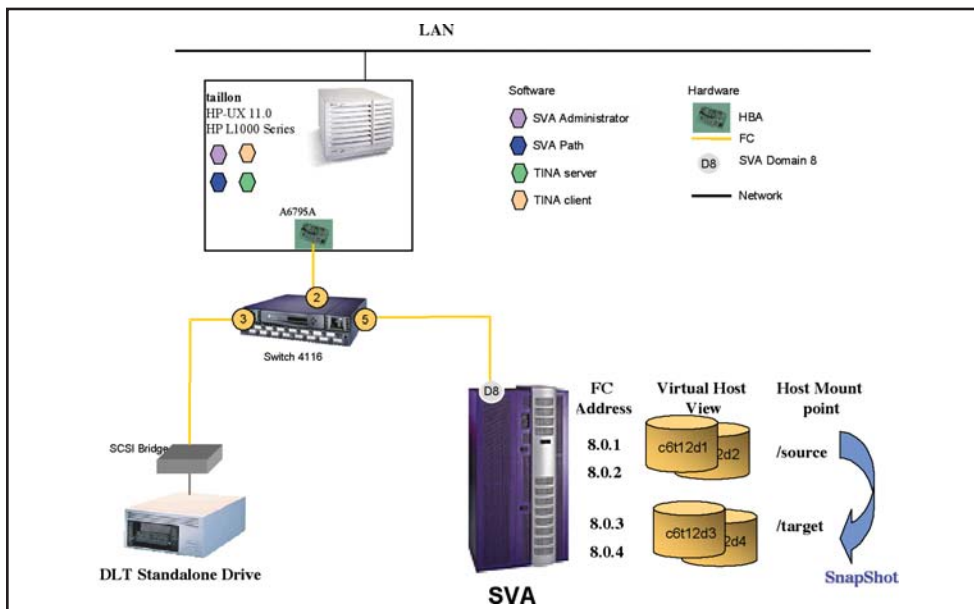 LAN
taillon
HP-UX 11.0
HP L1000 Series
A6795A
Software
SVA Administrator
SVA Path
TINA server
TINA client
Hardware
HBA
FC
D8
SVA Domain 8
Network
2
3
5
Switch 4116
SCSI Bridge
DLT Standalone Drive
D8
SVA
FC
Address
8.0.1
8.0.2
8.0.3
8.0.4
Virtual Host
View
c6t12d1
2d2
c6t12d3
2d4
Host Mount
point
/source
/target
SnapShot